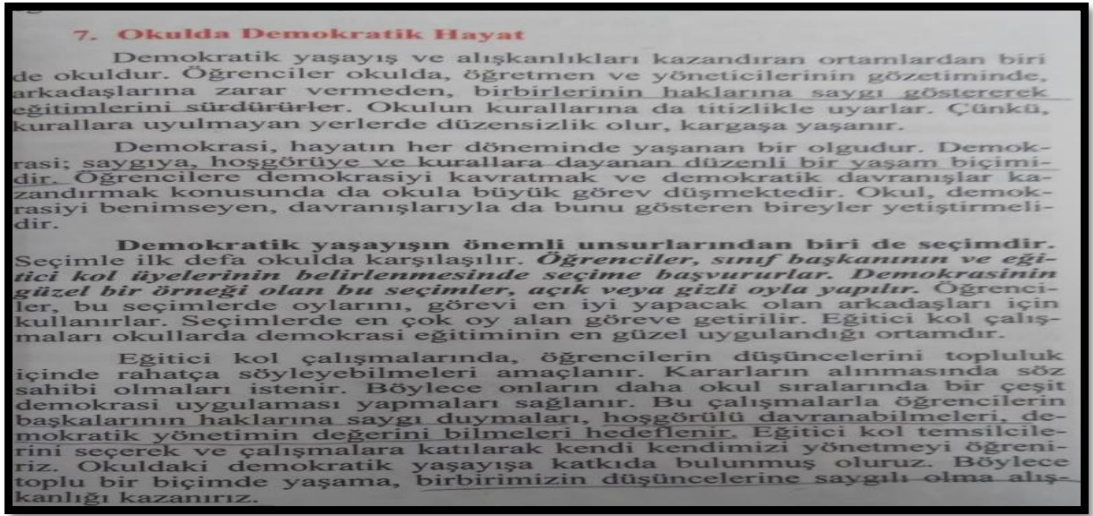 7. Okulda Demokratik Hayat
Demokratik yaşayış ve alışkanlıkları kazandıran ortamlardan biri
de okuldur. Öğrenciler okulda, öğretmen ve yöneticilerinin gözetiminde,
arkadaşlarına zarar vermeden, birbirlerinin haklarına saygı göstererek
eğitimlerini sürdürürler. Okulun kurallarına da titizlikle uyarlar. Çünkü,
kurallara uyulmayan yerlerde düzensizlik olur, kargaşa yaşanır.
Demokrasi, hayatın her döneminde yaşanan bir olgudur. Demok-
rasi; saygıya, hoşgörüye ve kurallara dayanan düzenli bir yaşam biçimi-
dir. Öğrencilere demokrasiyi kavratmak ve demokratik davranışlar ka-
zandırmak konusunda da okula büyük görev düşmektedir. Okul, demok-
rasiyi benimseyen, davranışlarıyla da bunu gösteren bireyler yetiştirmeli-
dir.
Demokratik yaşayışın önemli unsurlarından biri de seçimdir.
Seçimle ilk defa okulda karşılaşılır. Öğrenciler, sınıf başkanının ve eği-
tici kol üyelerinin belirlenmesinde seçime başvururlar. Demokrasinin
güzel bir örneği olan bu seçimler, açık veya gizli oyla yapılır. Öğrenci-
ler, bu seçimlerde oylarını, görevi en iyi yapacak olan arkadaşları için
kullanırlar. Seçimlerde en çok oy alan göreve getirilir. Eğitici kol çalış-
maları okullarda demokrasi eğitiminin en güzel uygulandığı ortamdır.
Eğitici kol çalışmalarında, öğrencilerin düşüncelerini topluluk
içinde rahatça söyleyebilmeleri amaçlanır. Kararların alınmasında söz
sahibi olmaları istenir. Böylece onların daha okul sıralarında bir çeşit
demokrasi uygulaması yapmaları sağlanır. Bu çalışmalarla öğrencilerin
başkalarının haklarına saygı duymaları, hoşgörülü davranabilmeleri, de-
mokratik yönetimin değerini bilmeleri hedeflenir. Eğitici kol temsilcile-
rini seçerek ve çalışmalara katılarak kendi kendimizi yönetmeyi öğreni-
riz. Okuldaki demokratik yaşayışa katkıda bulunmuş oluruz. Böylece
toplu bir biçimde yaşama, birbirimizin düşüncelerine saygılı olma alış-
kanlığı kazanırız.